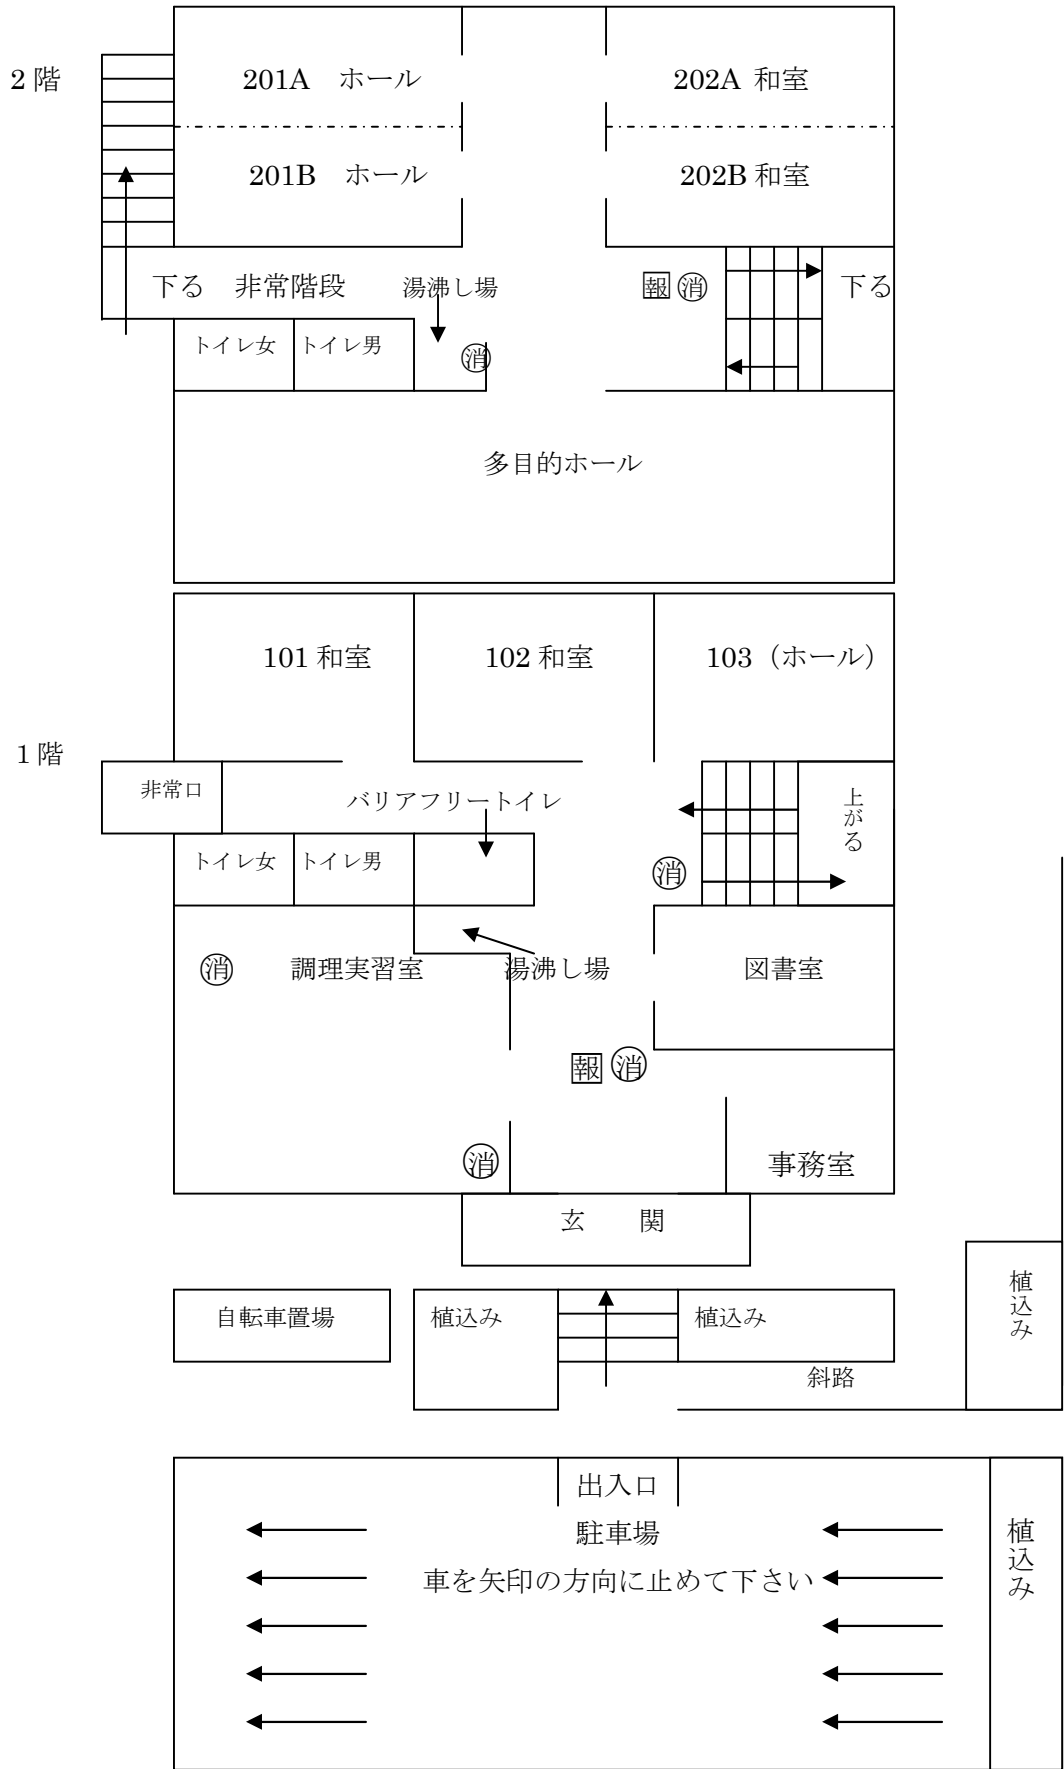 2階
201A ホール
202A 和室
201B ホール
202B 和室
下る 非常階段
湯沸し場
報 消
下る
トイレ女
トイレ男
消
多目的ホール
101 和室
102 和室
103（ホール）
1階
非常口
バリアフリートイレ
上がる
トイレ女
トイレ男
消
消
調理実習室
湯沸し場
図書室
報 消
消
事務室
玄 関
自転車置場
植込み
植込み
植込み
斜路
出入口
駐車場
車を矢印の方向に止めて下さい
植込み